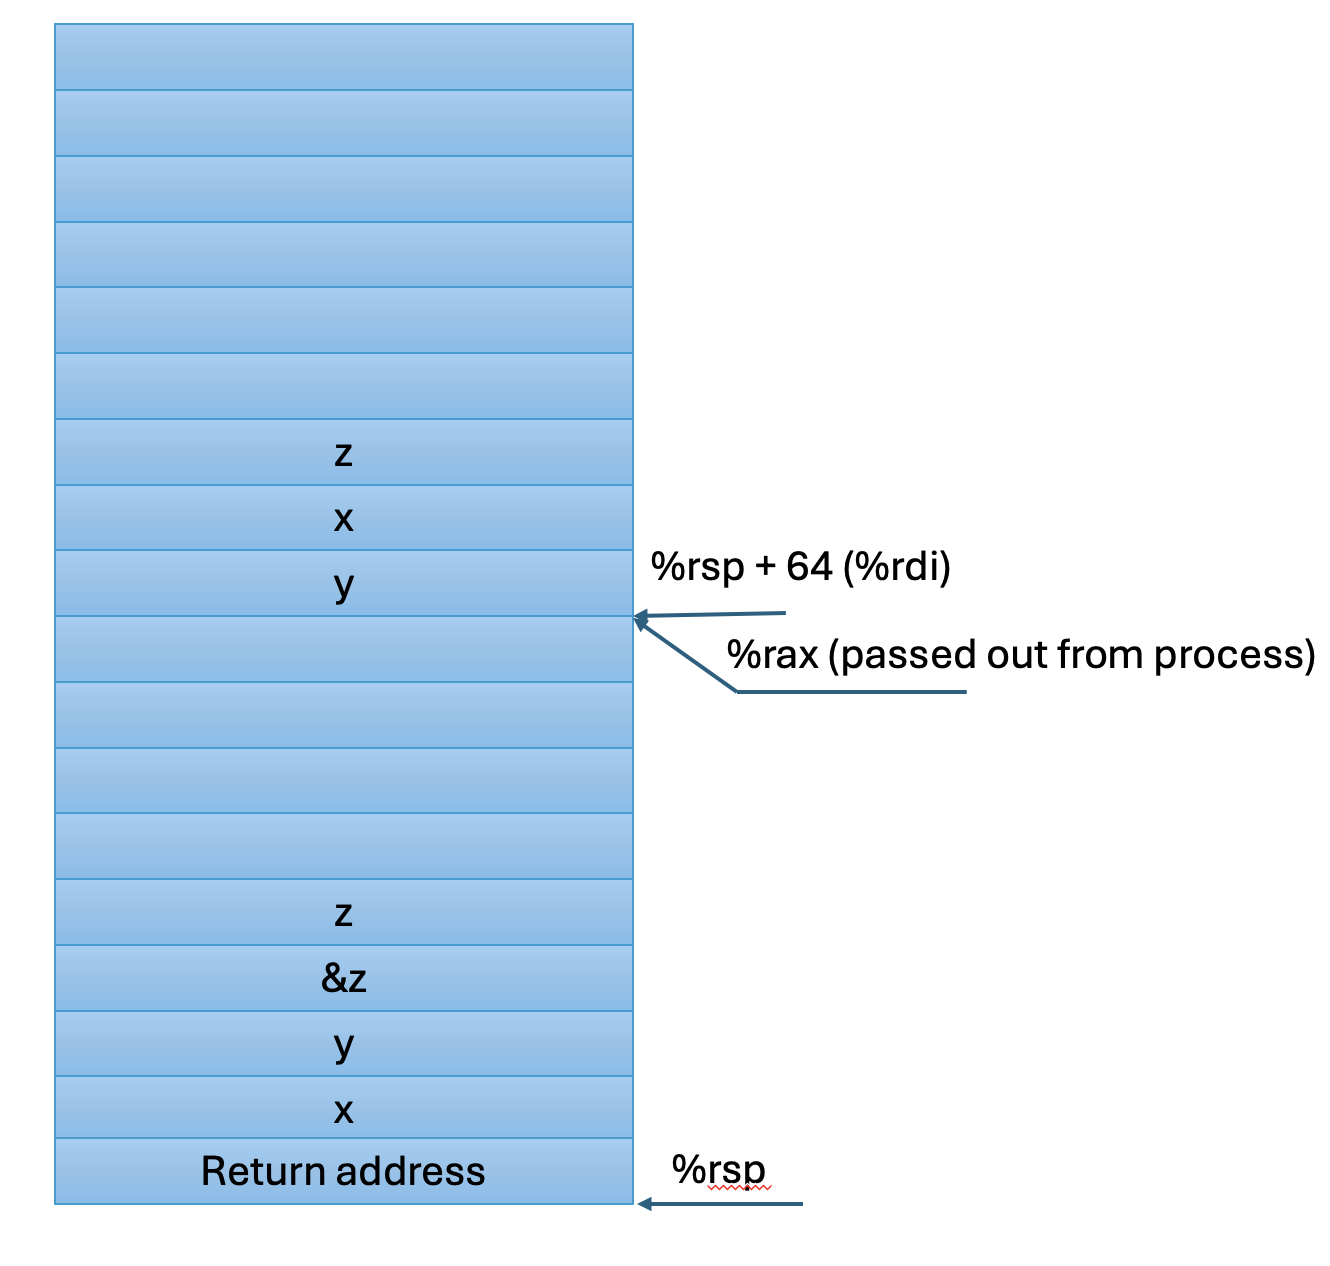 z
x
y
%rsp + 64 (%rdi)
%rax (passed out from process)
z
&z
y
x
Return address
%rsp